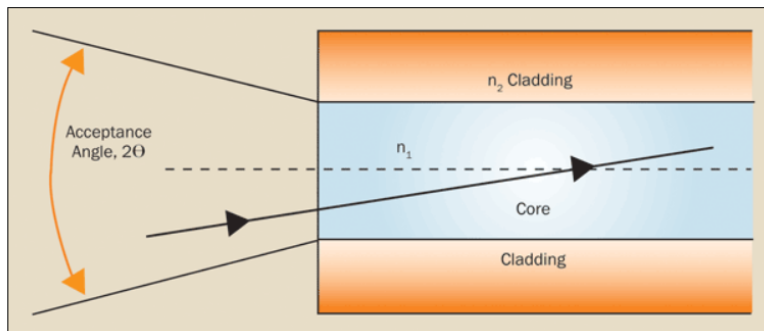 n₂ Cladding
Acceptance
Angle, 2Θ
n₁
Core
Cladding